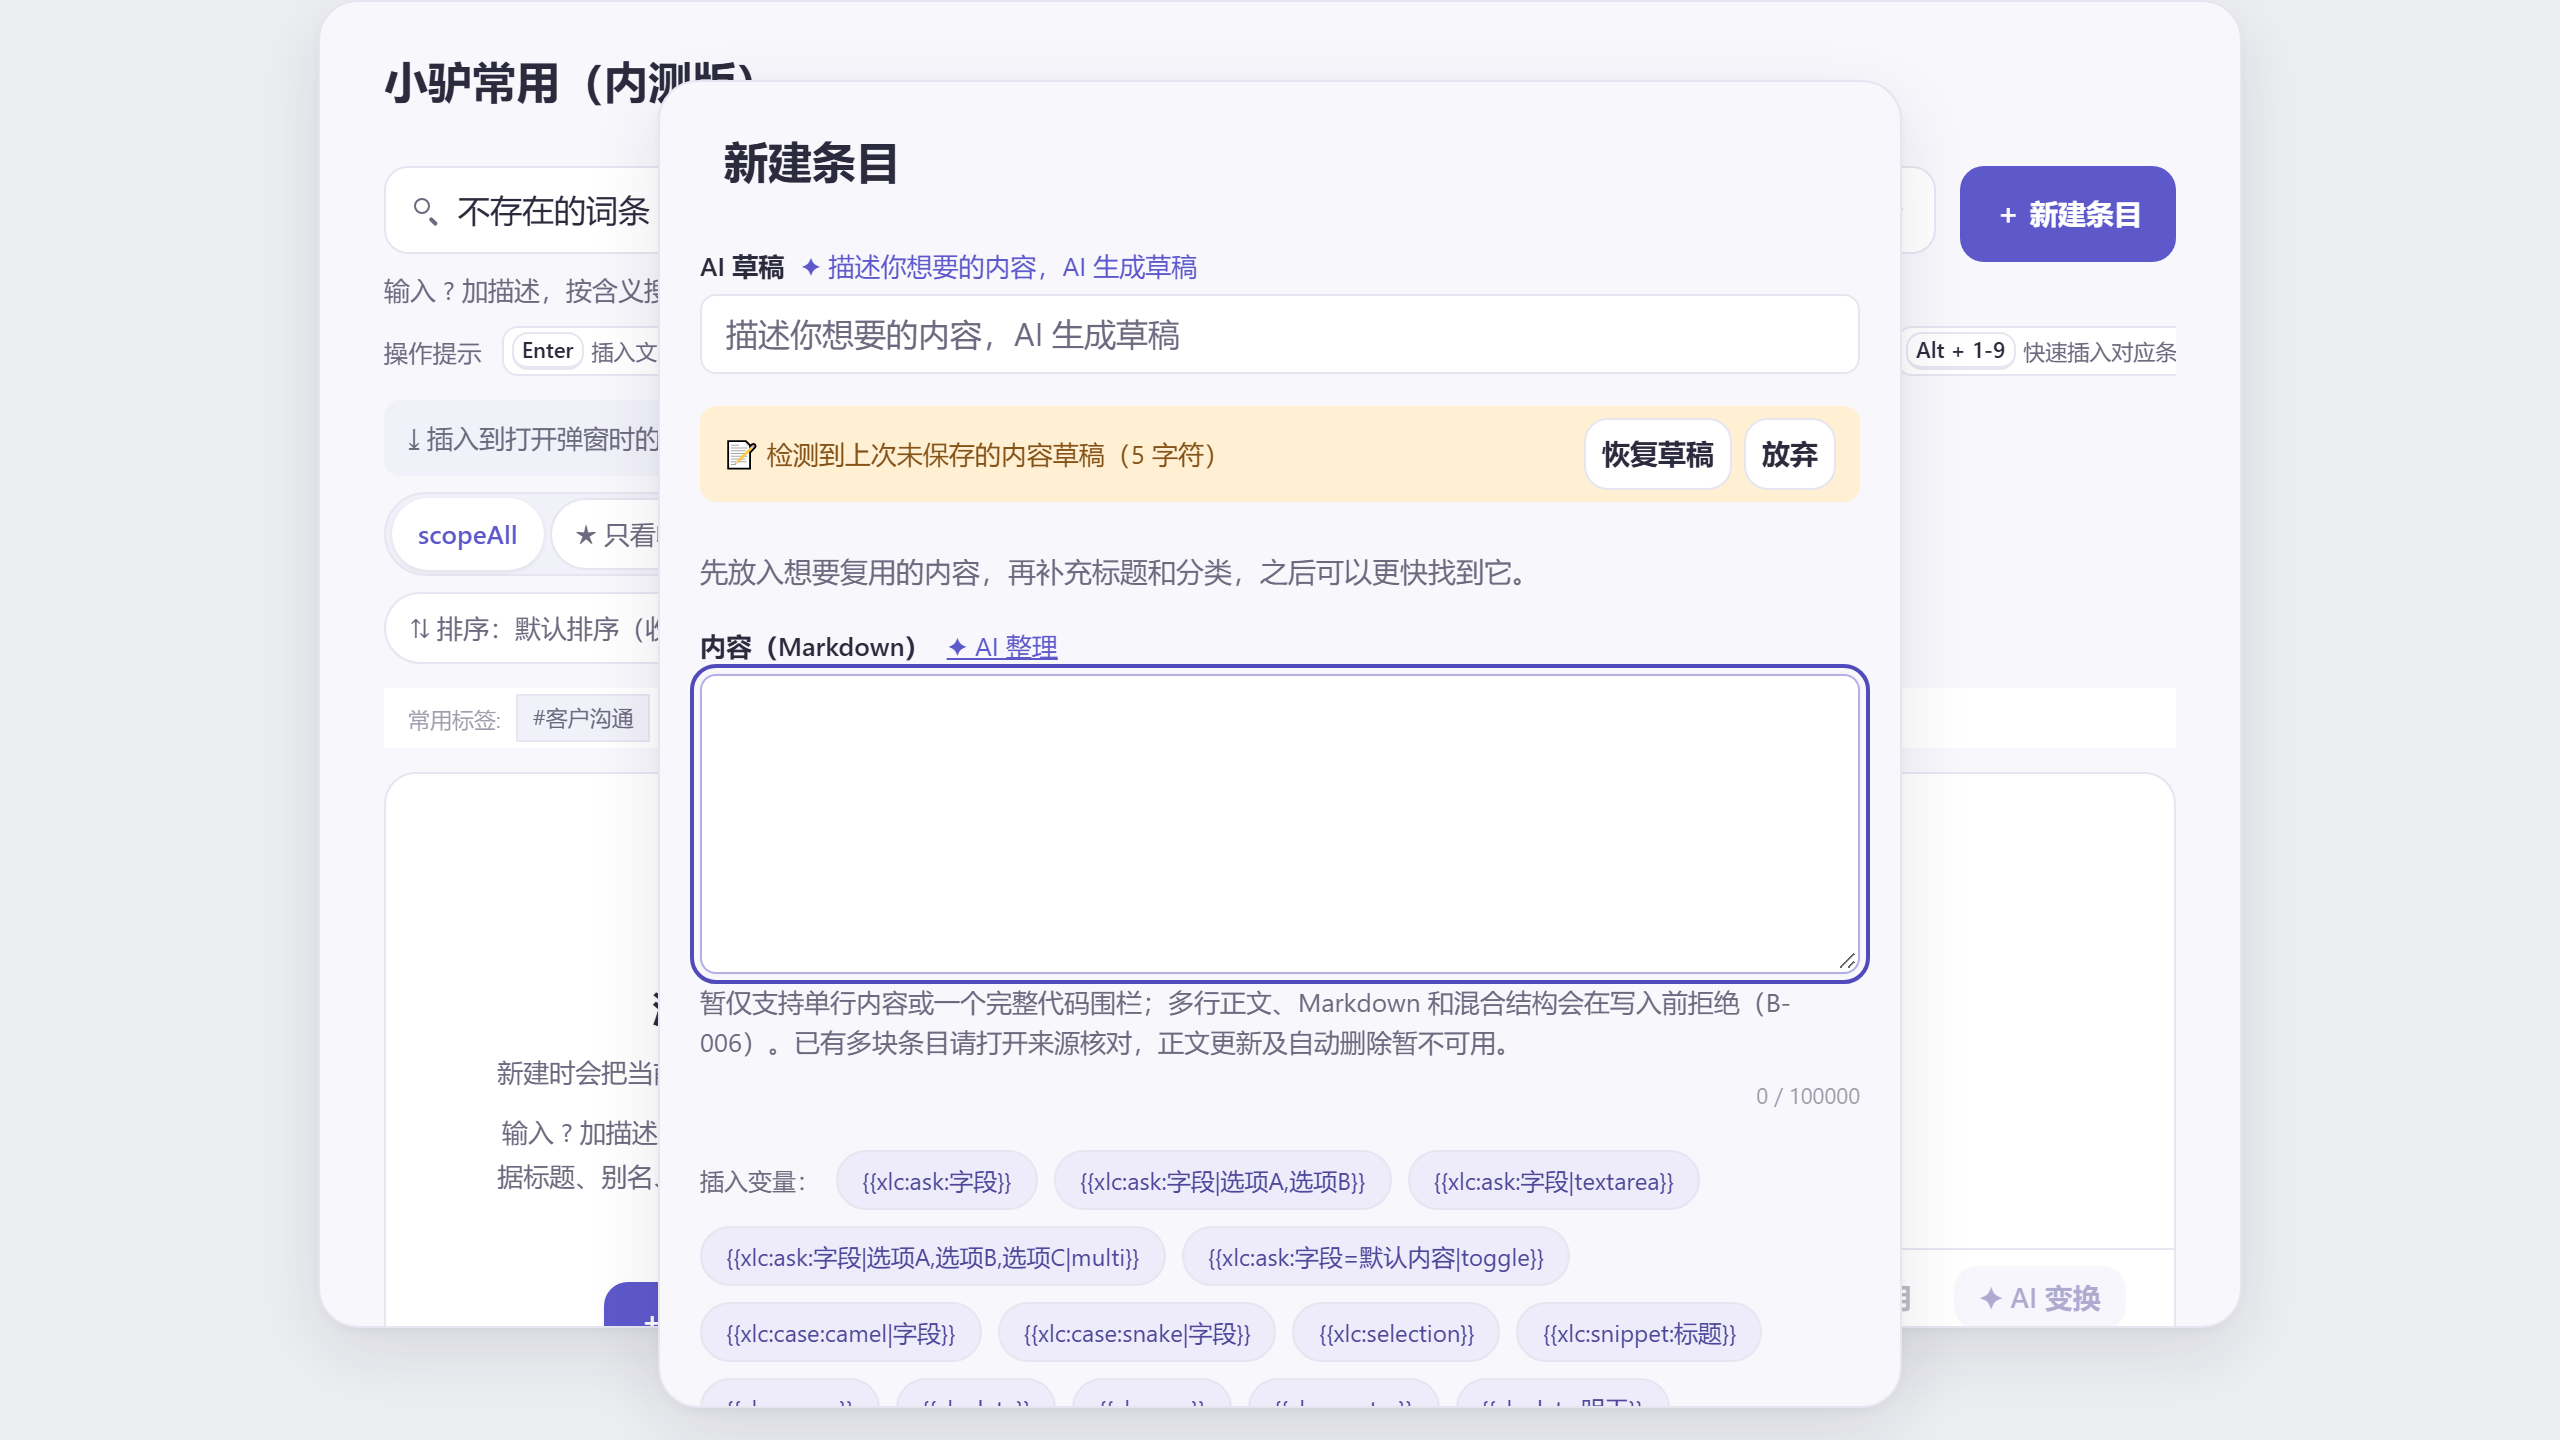 小驴常用（内测版）
不存在的词条
+ 新建条目
输入 ? 加描述，按含义搜
操作提示 Enter 插入文
Alt + 1-9 快速插入对应条
⤓ 插入到打开弹窗时的
scopeAll ★ 只看
⇅ 排序：默认排序（收
常用标签: #客户沟通
新建时会把当前
输入 ? 加描述
据标题、别名、
+
✦ AI 变换
新建条目
AI 草稿 ✦ 描述你想要的内容，AI 生成草稿
描述你想要的内容，AI 生成草稿
📝 检测到上次未保存的内容草稿（5 字符）
恢复草稿 放弃
先放入想要复用的内容，再补充标题和分类，之后可以更快找到它。
内容（Markdown） ✦ AI 整理
暂仅支持单行内容或一个完整代码围栏；多行正文、Markdown 和混合结构会在写入前拒绝（B-
006）。已有多块条目请打开来源核对，正文更新及自动删除暂不可用。
0 / 100000
插入变量： {{xlc:ask:字段}} {{xlc:ask:字段|选项A,选项B}} {{xlc:ask:字段|textarea}}
{{xlc:ask:字段|选项A,选项B,选项C|multi}} {{xlc:ask:字段=默认内容|toggle}}
{{xlc:case:camel|字段}} {{xlc:case:snake|字段}} {{xlc:selection}} {{xlc:snippet:标题}}